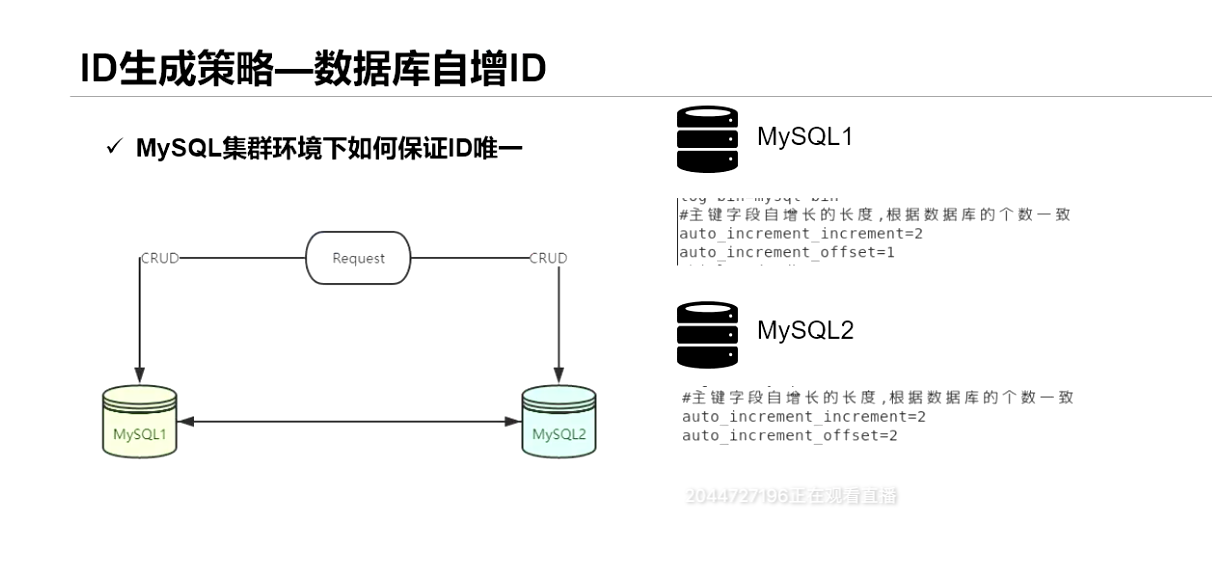 ID生成策略—数据库自增ID
✓ MySQL集群环境下如何保证ID唯一
CRUD
Request
CRUD
MySQL1
MySQL2
MySQL1
#主键字段自增长的长度,根据数据库的个数一致
auto_increment_increment=2
auto_increment_offset=1
MySQL2
#主键字段自增长的长度,根据数据库的个数一致
auto_increment_increment=2
auto_increment_offset=2
2044727196正在观看直播